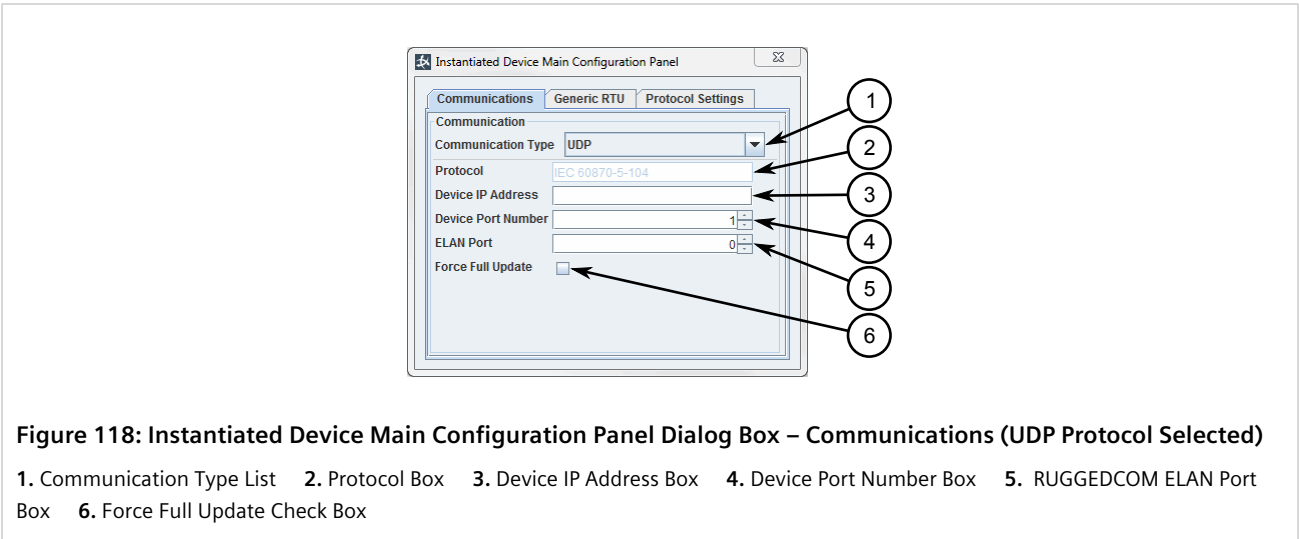 Instantiated Device Main Configuration Panel
Communications Generic RTU Protocol Settings
Communication
Communication Type UDP
Protocol IEC 60870-5-104
Device IP Address
Device Port Number 1
ELAN Port 0
Force Full Update
1
2
3
4
5
6
Figure 118: Instantiated Device Main Configuration Panel Dialog Box – Communications (UDP Protocol Selected)
1. Communication Type List 2. Protocol Box 3. Device IP Address Box 4. Device Port Number Box 5. RUGGEDCOM ELAN Port
Box 6. Force Full Update Check Box